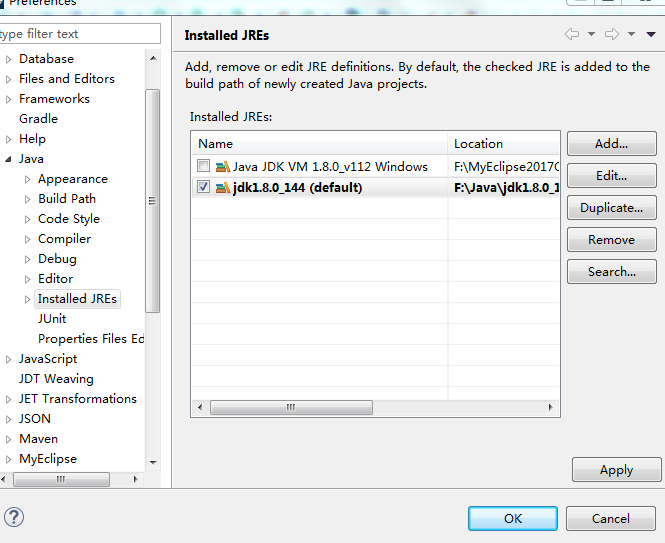 Preferences
type filter text
Database
Files and Editors
Frameworks
Gradle
Help
Java
Appearance
Build Path
Code Style
Compiler
Debug
Editor
Installed JREs
JUnit
Properties Files Ed
JavaScript
JDT Weaving
JET Transformations
JSON
Maven
MyEclipse
Installed JREs
Add, remove or edit JRE definitions. By default, the checked JRE is added to the
build path of newly created Java projects.
Installed JREs:
Name Location
Java JDK VM 1.8.0_v112 Windows F:\MyEclipse2017C
jdk1.8.0_144 (default) F:\Java\jdk1.8.0_1
Add...
Edit...
Duplicate...
Remove
Search...
Apply
OK Cancel